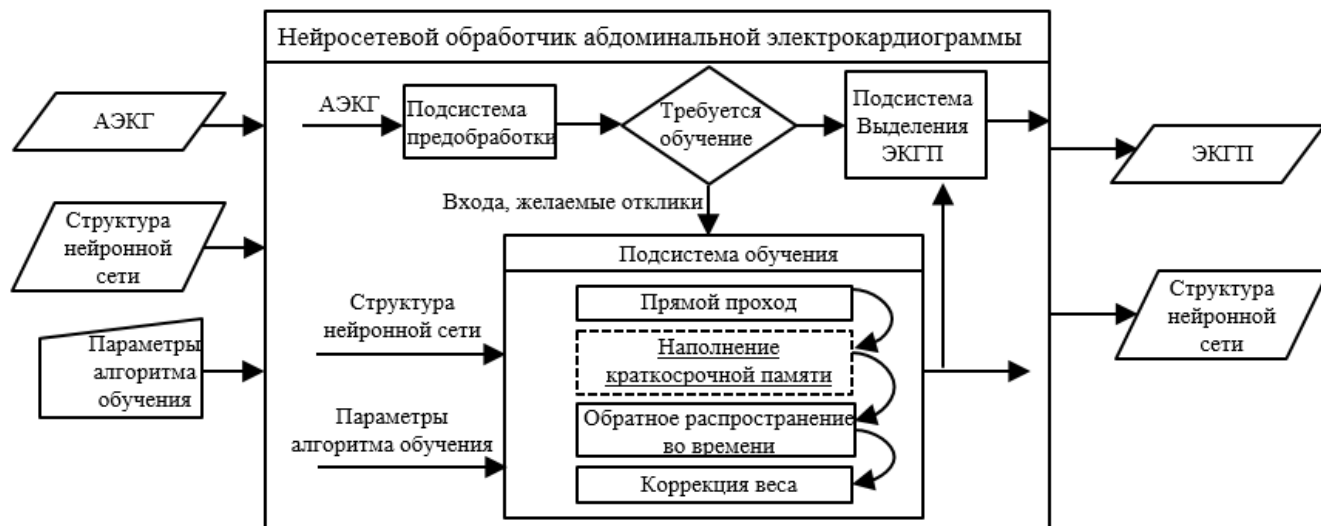 Нейросетевой обработчик абдоминальной электрокардиограммы
АЭКГ
Структура
нейронной
сети
Параметры
алгоритма
обучения
АЭКГ
Подсистема
предобработки
Требуется
обучение
Подсистема
Выделения
ЭКГП
Входа, желаемые отклики
Подсистема обучения
Структура
нейронной сети
Параметры
алгоритма обучения
Прямой проход
Наполнение
краткосрочной памяти
Обратное распространение
во времени
Коррекция веса
ЭКГП
Структура
нейронной
сети